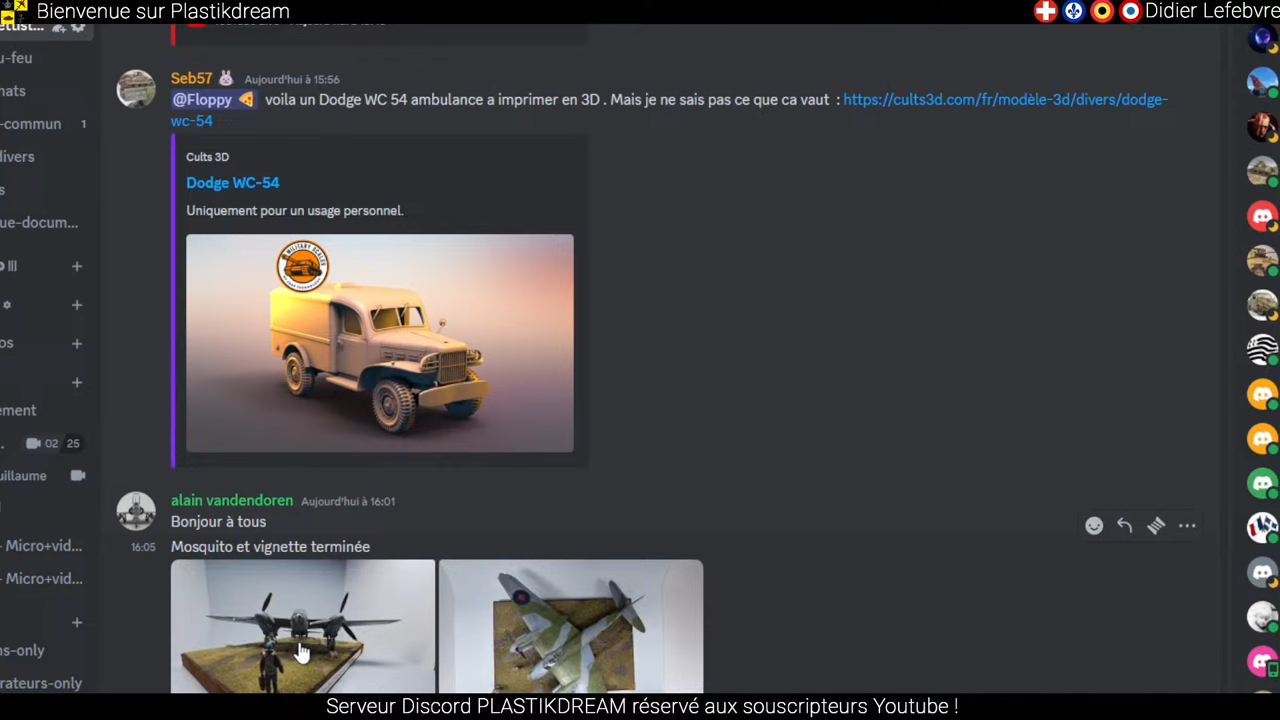 Bienvenue sur Plastikdream
Didier Lefebvre
u-feu
hats
-commun 1
divers
s
ue-docum...
os
ement
02 25
uillaume
- Micro+vid...
- Micro+vid...
ns-only
rateurs-only
Seb57 Aujourd'hui à 15:56
@Floppy voila un Dodge WC 54 ambulance a imprimer en 3D . Mais je ne sais pas ce que ca vaut : https://cults3d.com/fr/modèle-3d/divers/dodge-
wc-54
Cults 3D
Dodge WC-54
Uniquement pour un usage personnel.
MILITARY SCALES
alain vandendoren Aujourd'hui à 16:01
Bonjour à tous
16:05 Mosquito et vignette terminée
Serveur Discord PLASTIKDREAM réservé aux souscripteurs Youtube !